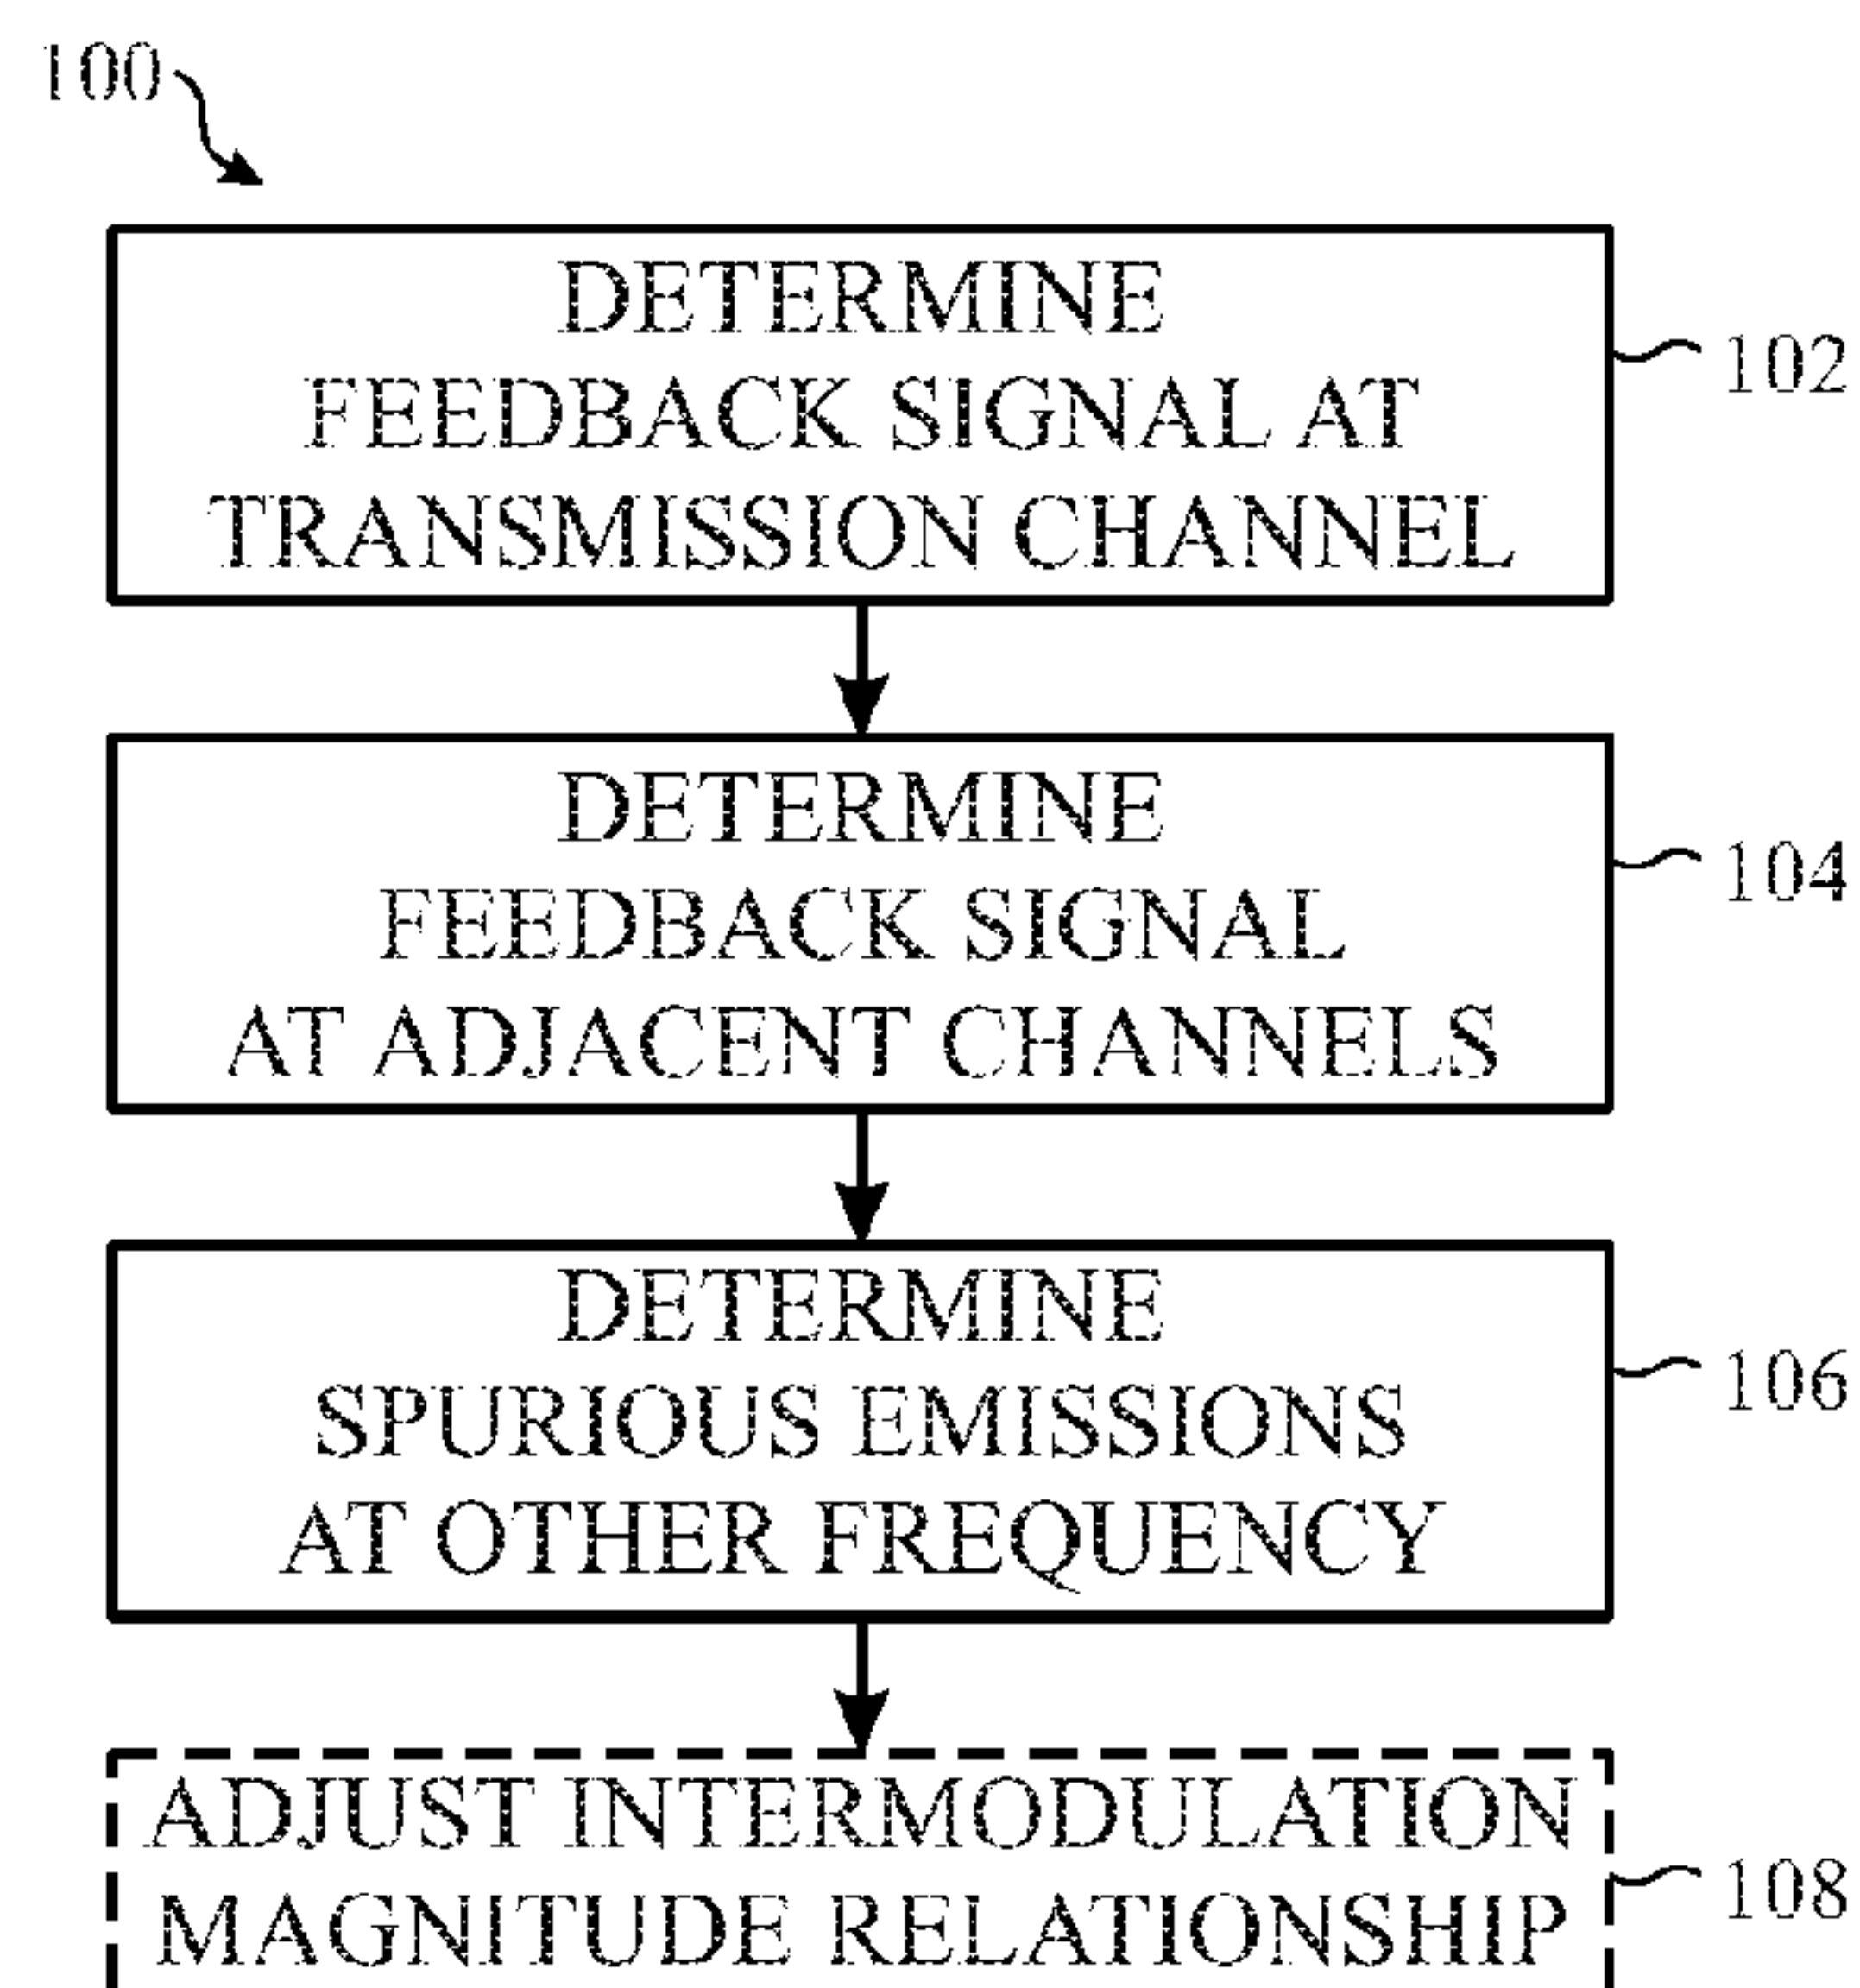 100
DETERMINE
FEEDBACK SIGNAL AT
TRANSMISSION CHANNEL
102
DETERMINE
FEEDBACK SIGNAL
AT ADJACENT CHANNELS
104
DETERMINE
SPURIOUS EMISSIONS
AT OTHER FREQUENCY
106
ADJUST INTERMODULATION
MAGNITUDE RELATIONSHIP
108